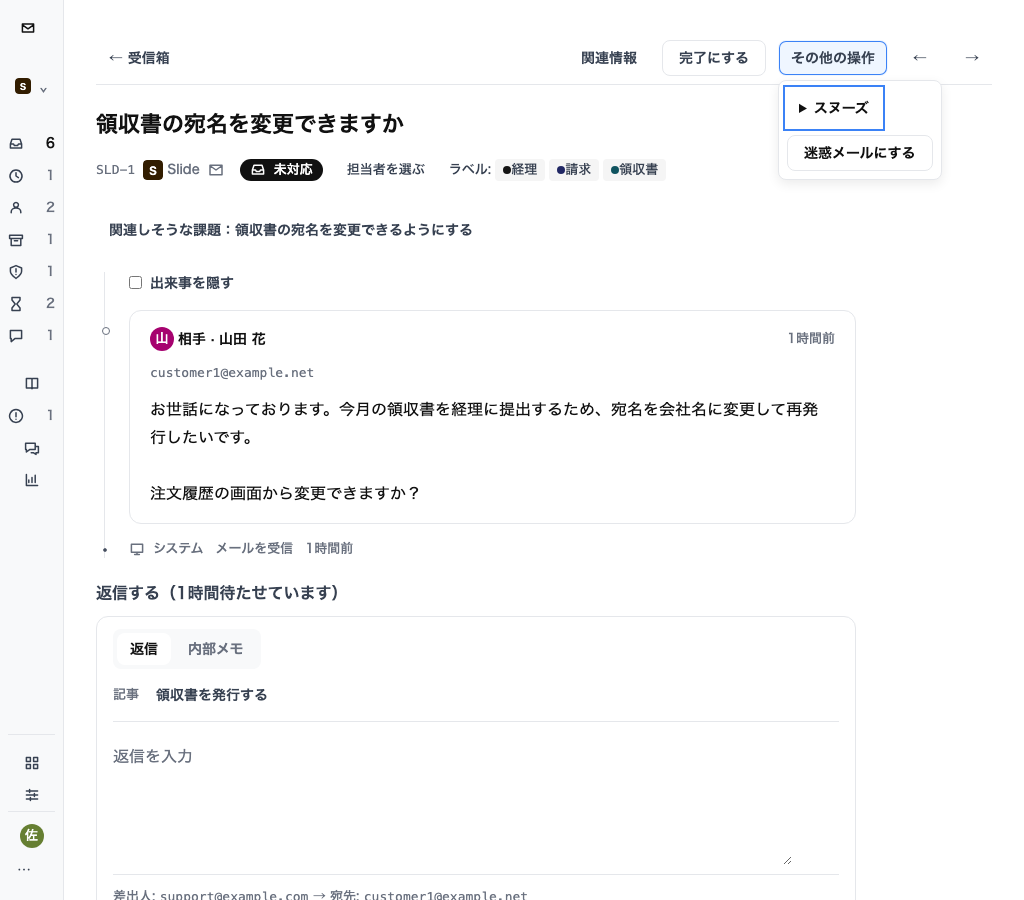 ← 受信箱
関連情報
完了にする
その他の操作
←
→
▶ スヌーズ
迷惑メールにする
S
6
1
2
1
1
2
1
1
佐
…
領収書の宛名を変更できますか
SLD-1 S Slide 未対応 担当者を選ぶ ラベル: 経理 請求 領収書
関連しそうな課題：領収書の宛名を変更できるようにする
出来事を隠す
山 相手 · 山田 花 1時間前
customer1@example.net
お世話になっております。今月の領収書を経理に提出するため、宛名を会社名に変更して再発
行したいです。
注文履歴の画面から変更できますか？
システム メールを受信 1時間前
返信する（1時間待たせています）
返信 内部メモ
記事 領収書を発行する
返信を入力
差出人: support@example.com → 宛先: customer1@example.net